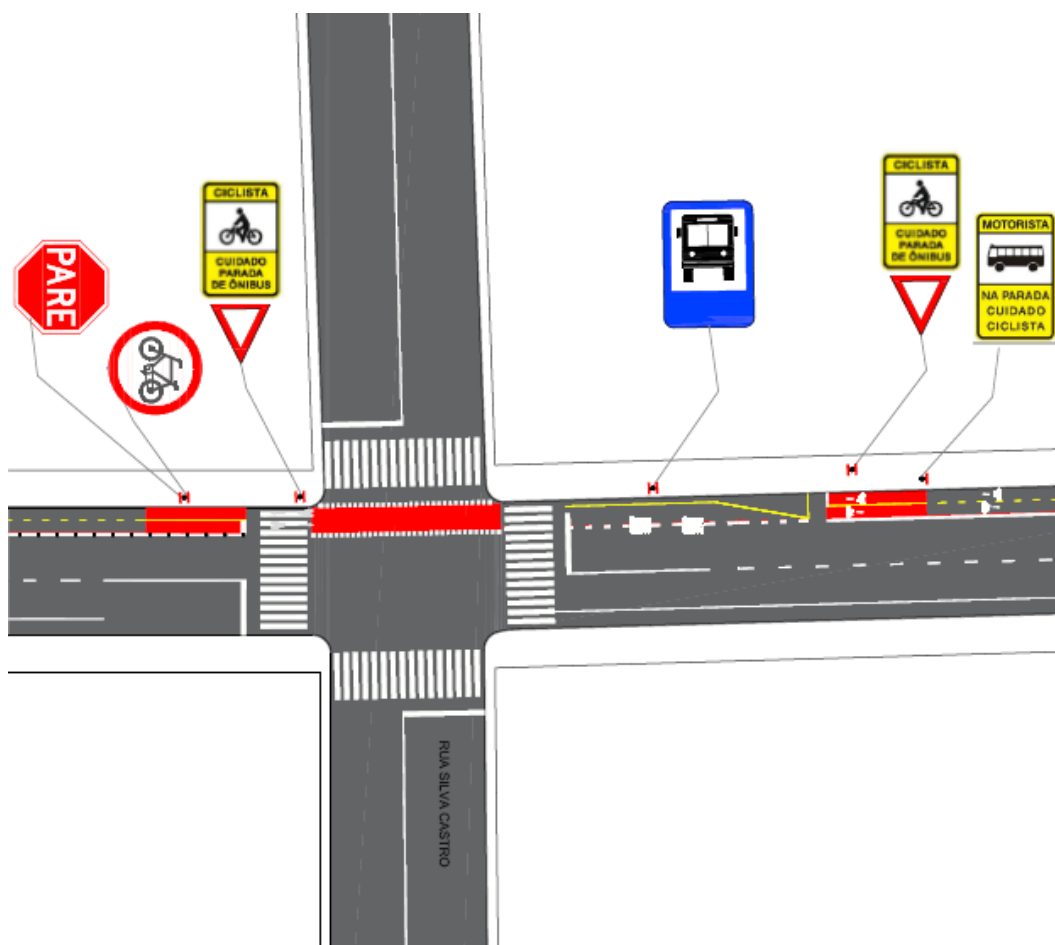 PARE
CICLISTA
CUIDADO
PARADA
DE ÔNIBUS
CICLISTA
CUIDADO
PARADA
DE ÔNIBUS
MOTORISTA
NA PARADA
CUIDADO
CICLISTA
RUA SILVA CASTRO